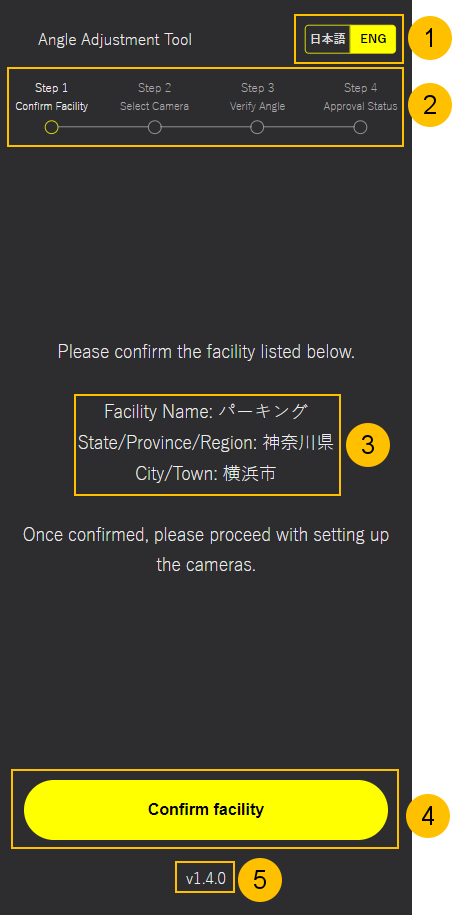 Angle Adjustment Tool
日本語 ENG
1
Step 1 Step 2 Step 3 Step 4
Confirm Facility Select Camera Verify Angle Approval Status
2
Please confirm the facility listed below.
Facility Name: パーキング
State/Province/Region: 神奈川県
City/Town: 横浜市
3
Once confirmed, please proceed with setting up
the cameras.
Confirm facility
4
v1.4.0
5